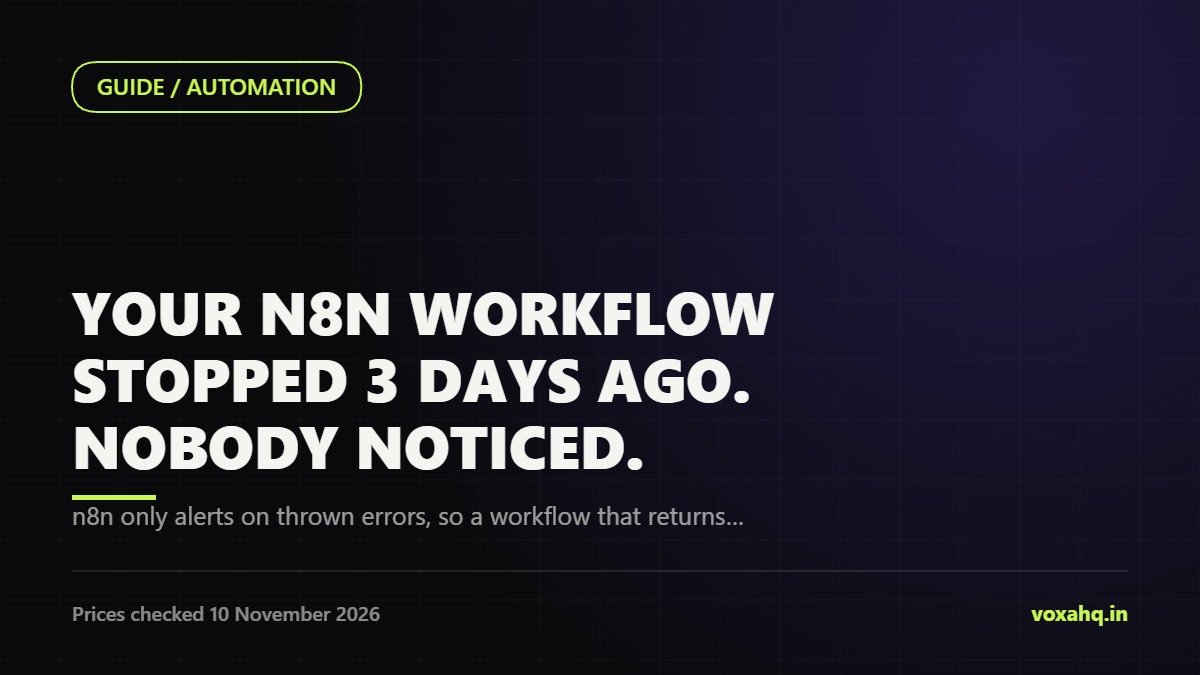 GUIDE / AUTOMATION
YOUR N8N WORKFLOW
STOPPED 3 DAYS AGO.
NOBODY NOTICED.
n8n only alerts on thrown errors, so a workflow that returns...
Prices checked 10 November 2026
voxahq.in